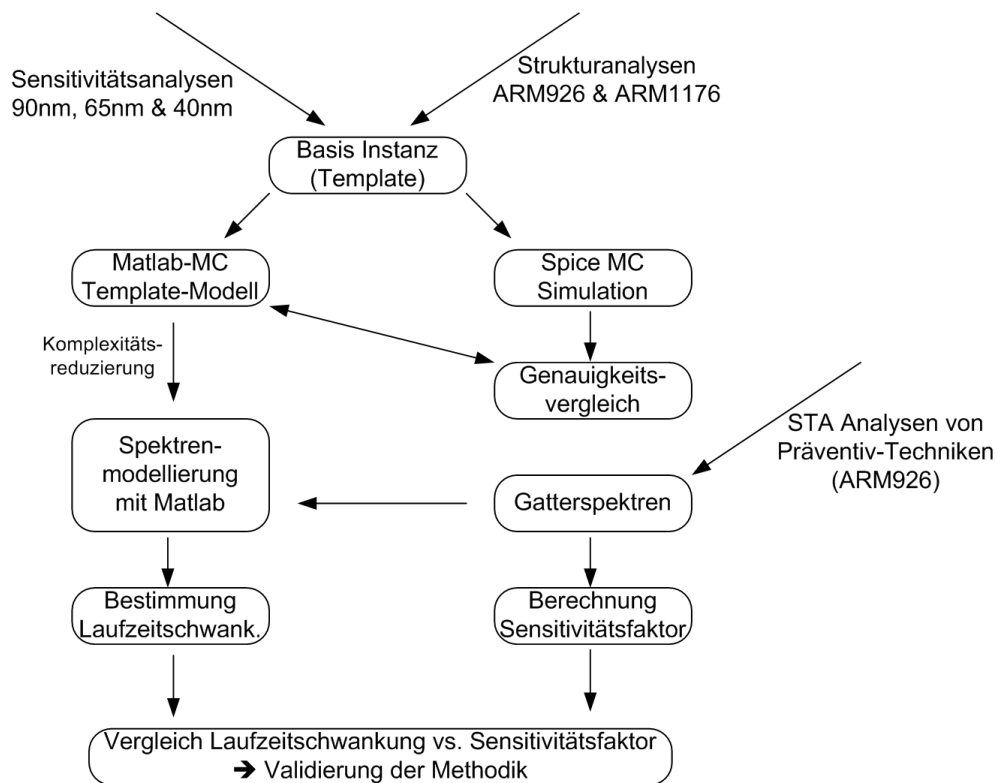 Sensitivitätsanalysen
90nm, 65nm & 40nm
Strukturanalysen
ARM926 & ARM1176
Basis Instanz
(Template)
Matlab-MC
Template-Modell
Spice MC
Simulation
Komplexitäts-
reduzierung
Genauigkeits-
vergleich
STA Analysen von
Präventiv-Techniken
(ARM926)
Spektren-
modellierung
mit Matlab
Gatterspektren
Bestimmung
Laufzeitschwank.
Berechnung
Sensitivitätsfaktor
Vergleich Laufzeitschwankung vs. Sensitivitätsfaktor
➔ Validierung der Methodik